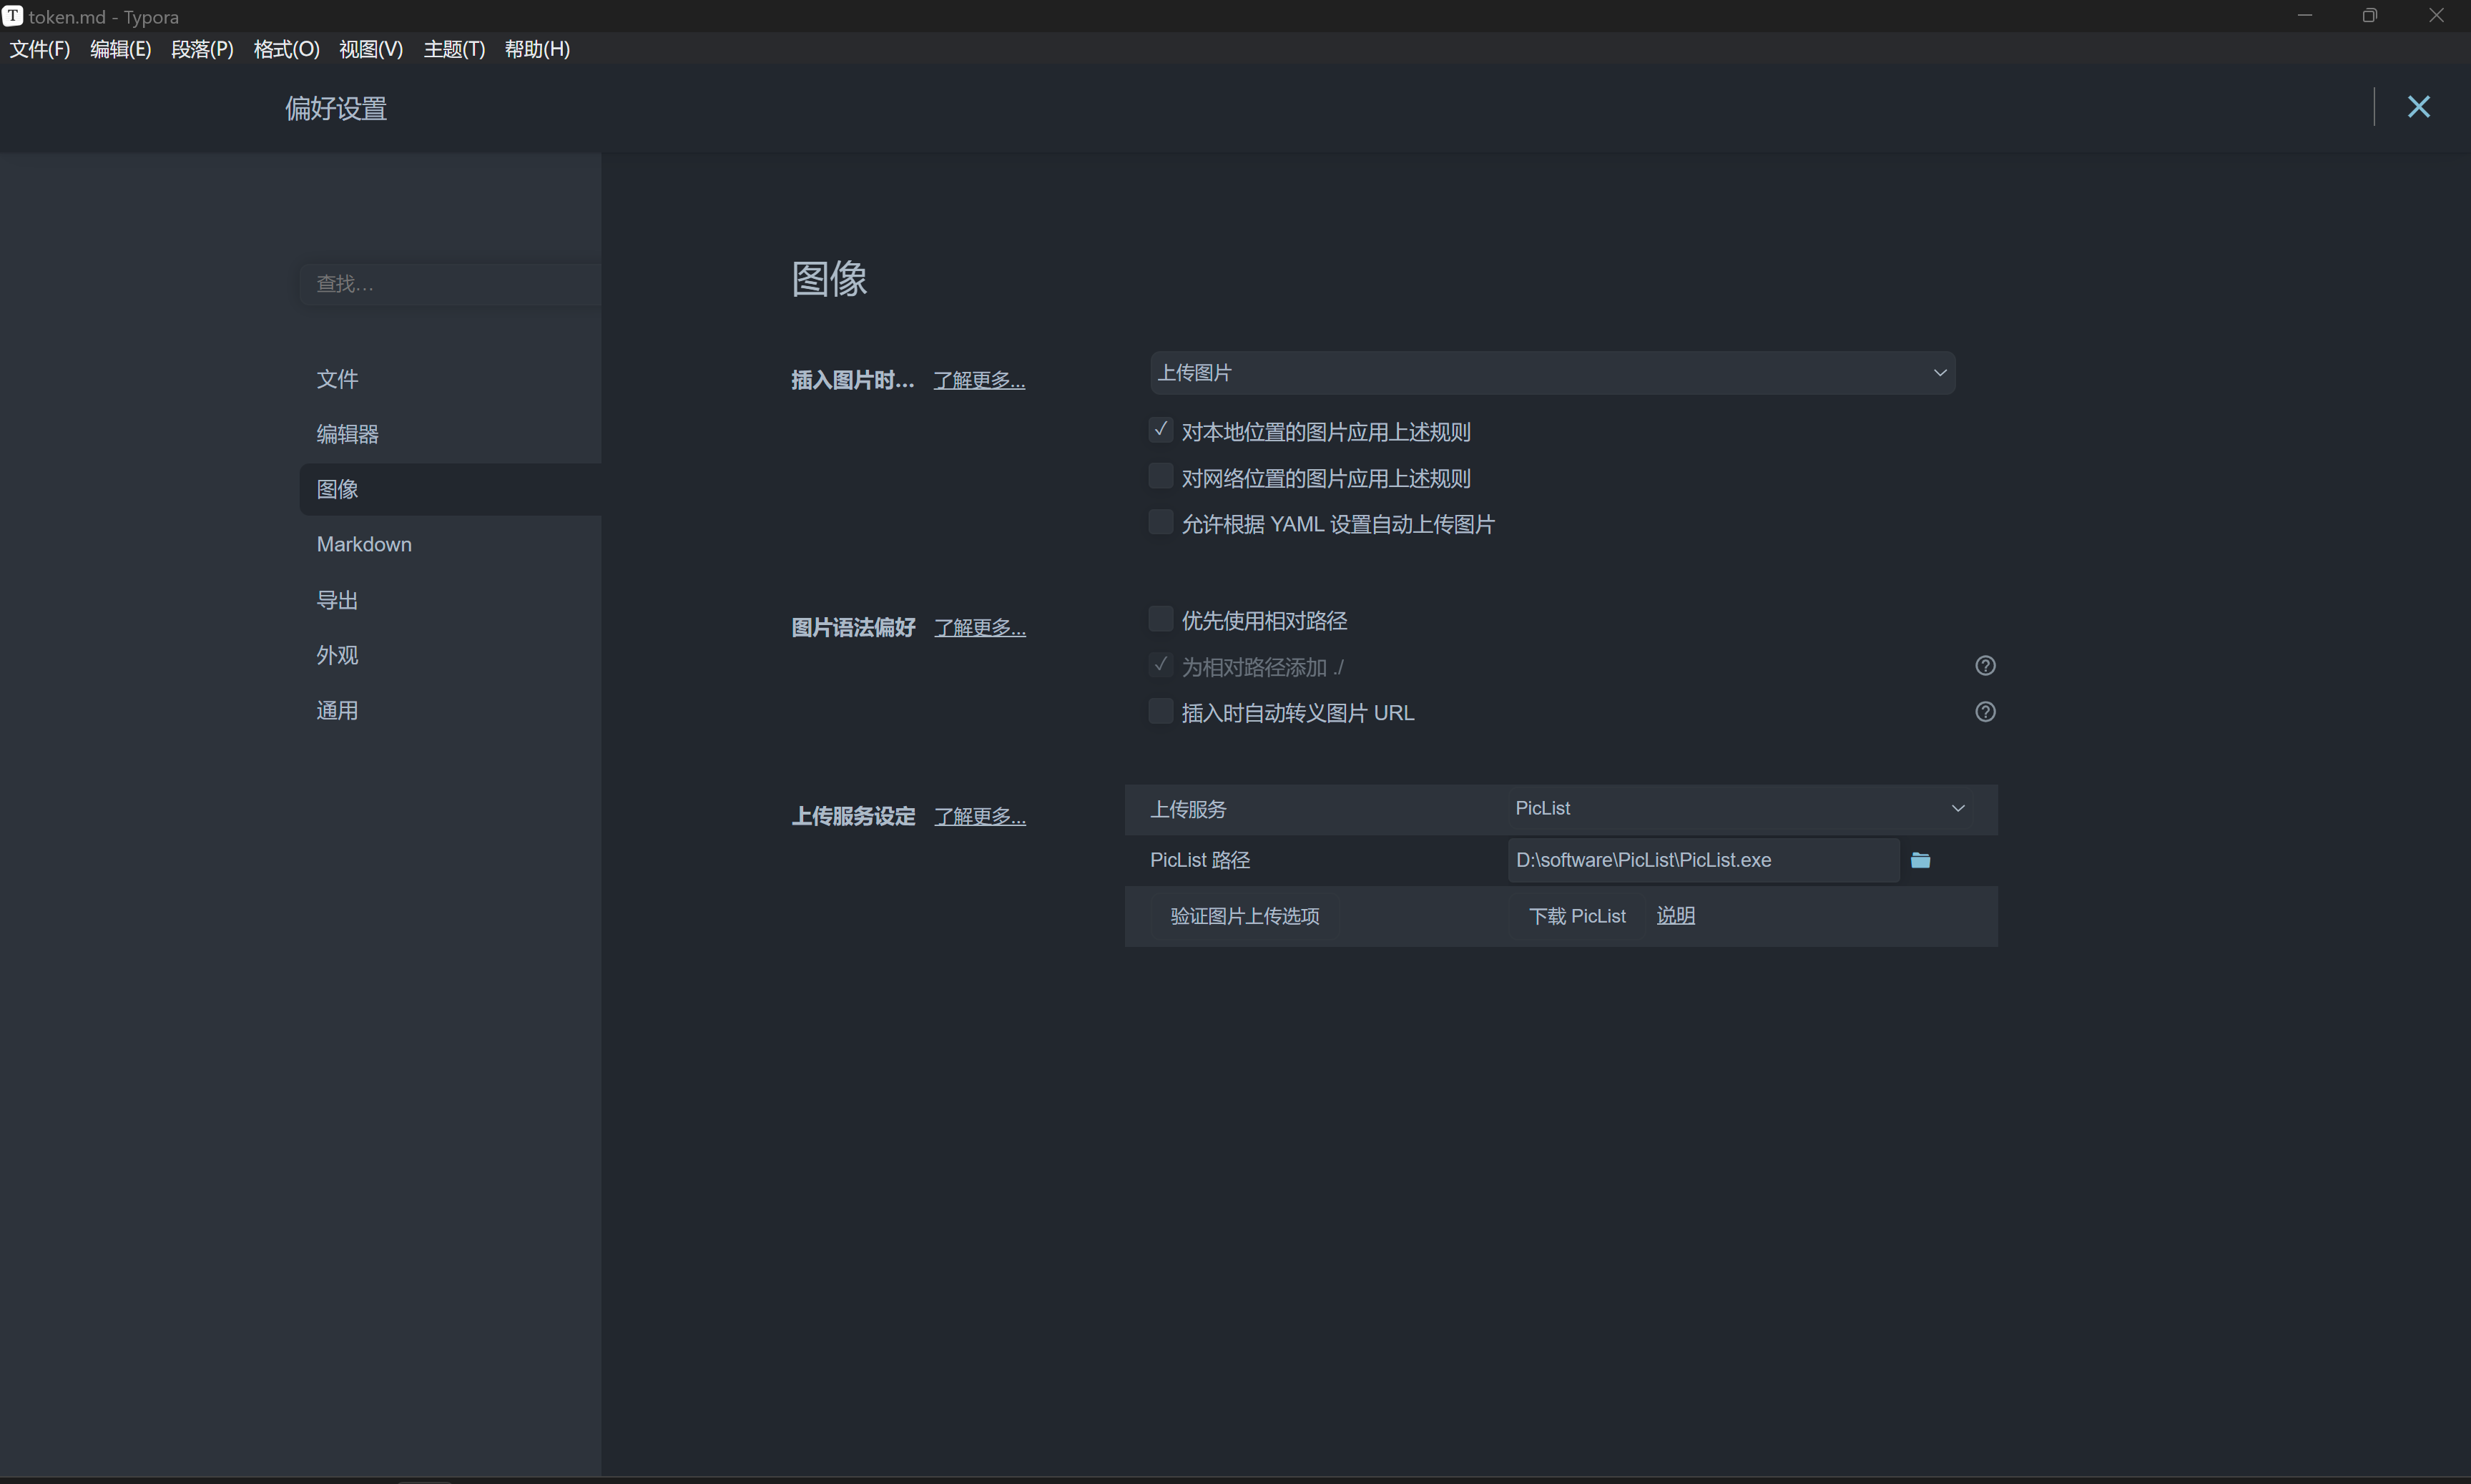 token.md - Typora
文件(F) 编辑(E) 段落(P) 格式(O) 视图(V) 主题(T) 帮助(H)
偏好设置
查找...
文件
编辑器
图像
Markdown
导出
外观
通用
图像
插入图片时... 了解更多...
上传图片
对本地位置的图片应用上述规则
对网络位置的图片应用上述规则
允许根据 YAML 设置自动上传图片
图片语法偏好 了解更多...
优先使用相对路径
为相对路径添加 ./
插入时自动转义图片 URL
上传服务设定 了解更多...
上传服务 PicList
PicList 路径 D:\software\PicList\PicList.exe
验证图片上传选项 下载 PicList 说明